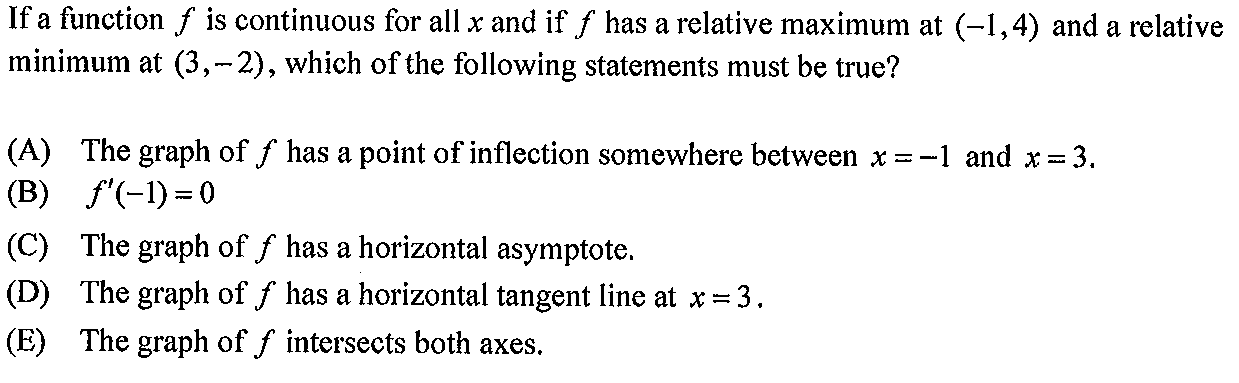 If a function f is continuous for all x and if f has a relative maximum at (−1,4) and a relative
minimum at (3,−2), which of the following statements must be true?
(A) The graph of f has a point of inflection somewhere between x = −1 and x = 3.
(B) f′(−1) = 0
(C) The graph of f has a horizontal asymptote.
(D) The graph of f has a horizontal tangent line at x = 3.
(E) The graph of f intersects both axes.